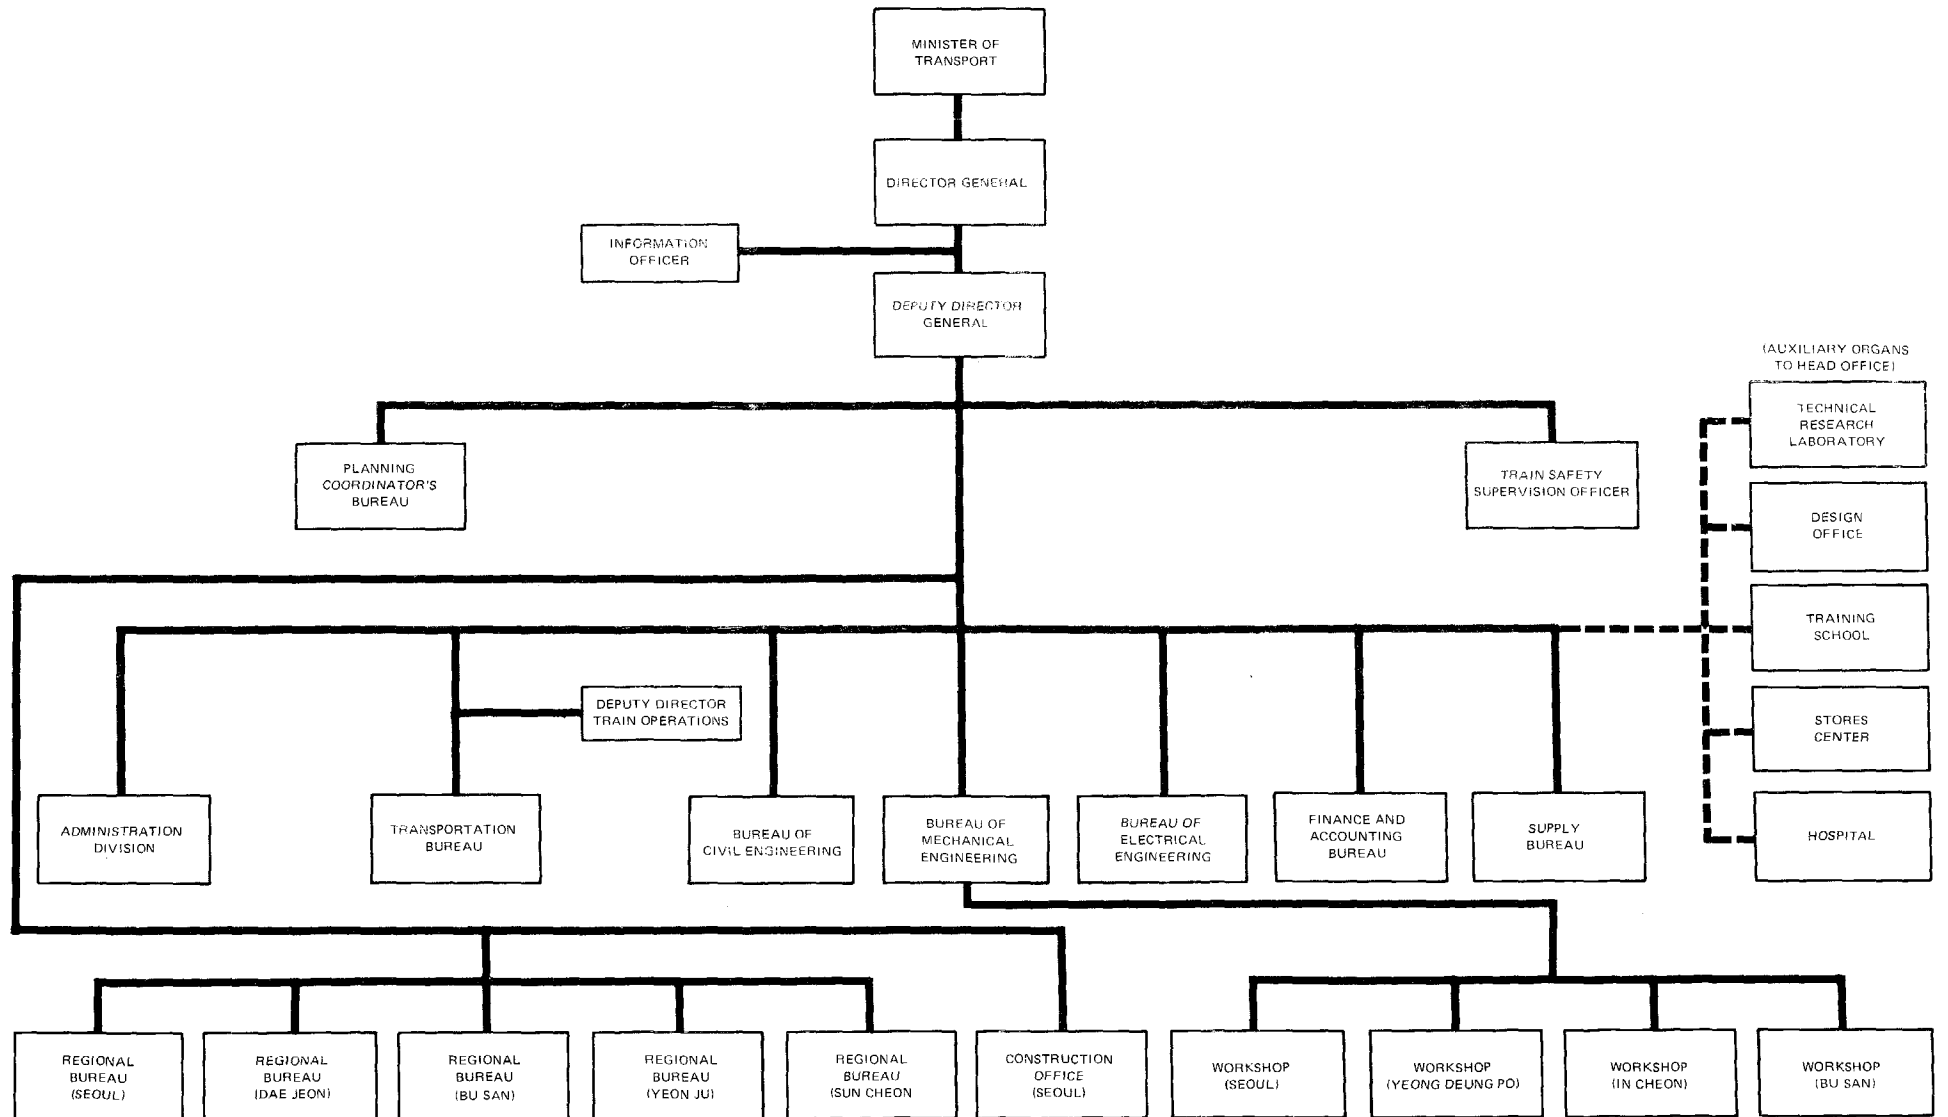 MINISTER OF
TRANSPORT
DIRECTOR GENERAL
INFORMATION
OFFICER
DEPUTY DIRECTOR
GENERAL
(AUXILIARY ORGANS
TO HEAD OFFICE)
TECHNICAL
RESEARCH
LABORATORY
PLANNING
COORDINATOR'S
BUREAU
TRAIN SAFETY
SUPERVISION OFFICER
DESIGN
OFFICE
TRAINING
SCHOOL
DEPUTY DIRECTOR
TRAIN OPERATIONS
STORES
CENTER
ADMINISTRATION
DIVISION
TRANSPORTATION
BUREAU
BUREAU OF
CIVIL ENGINEERING
BUREAU OF
MECHANICAL
ENGINEERING
BUREAU OF
ELECTRICAL
ENGINEERING
FINANCE AND
ACCOUNTING
BUREAU
SUPPLY
BUREAU
HOSPITAL
REGIONAL
BUREAU
(SEOUL)
REGIONAL
BUREAU
(DAE JEON)
REGIONAL
BUREAU
(BU SAN)
REGIONAL
BUREAU
(YEON JU)
REGIONAL
BUREAU
(SUN CHEON
CONSTRUCTION
OFFICE
(SEOUL)
WORKSHOP
(SEOUL)
WORKSHOP
(YEONG DEUNG PO)
WORKSHOP
(IN CHEON)
WORKSHOP
(BU SAN)